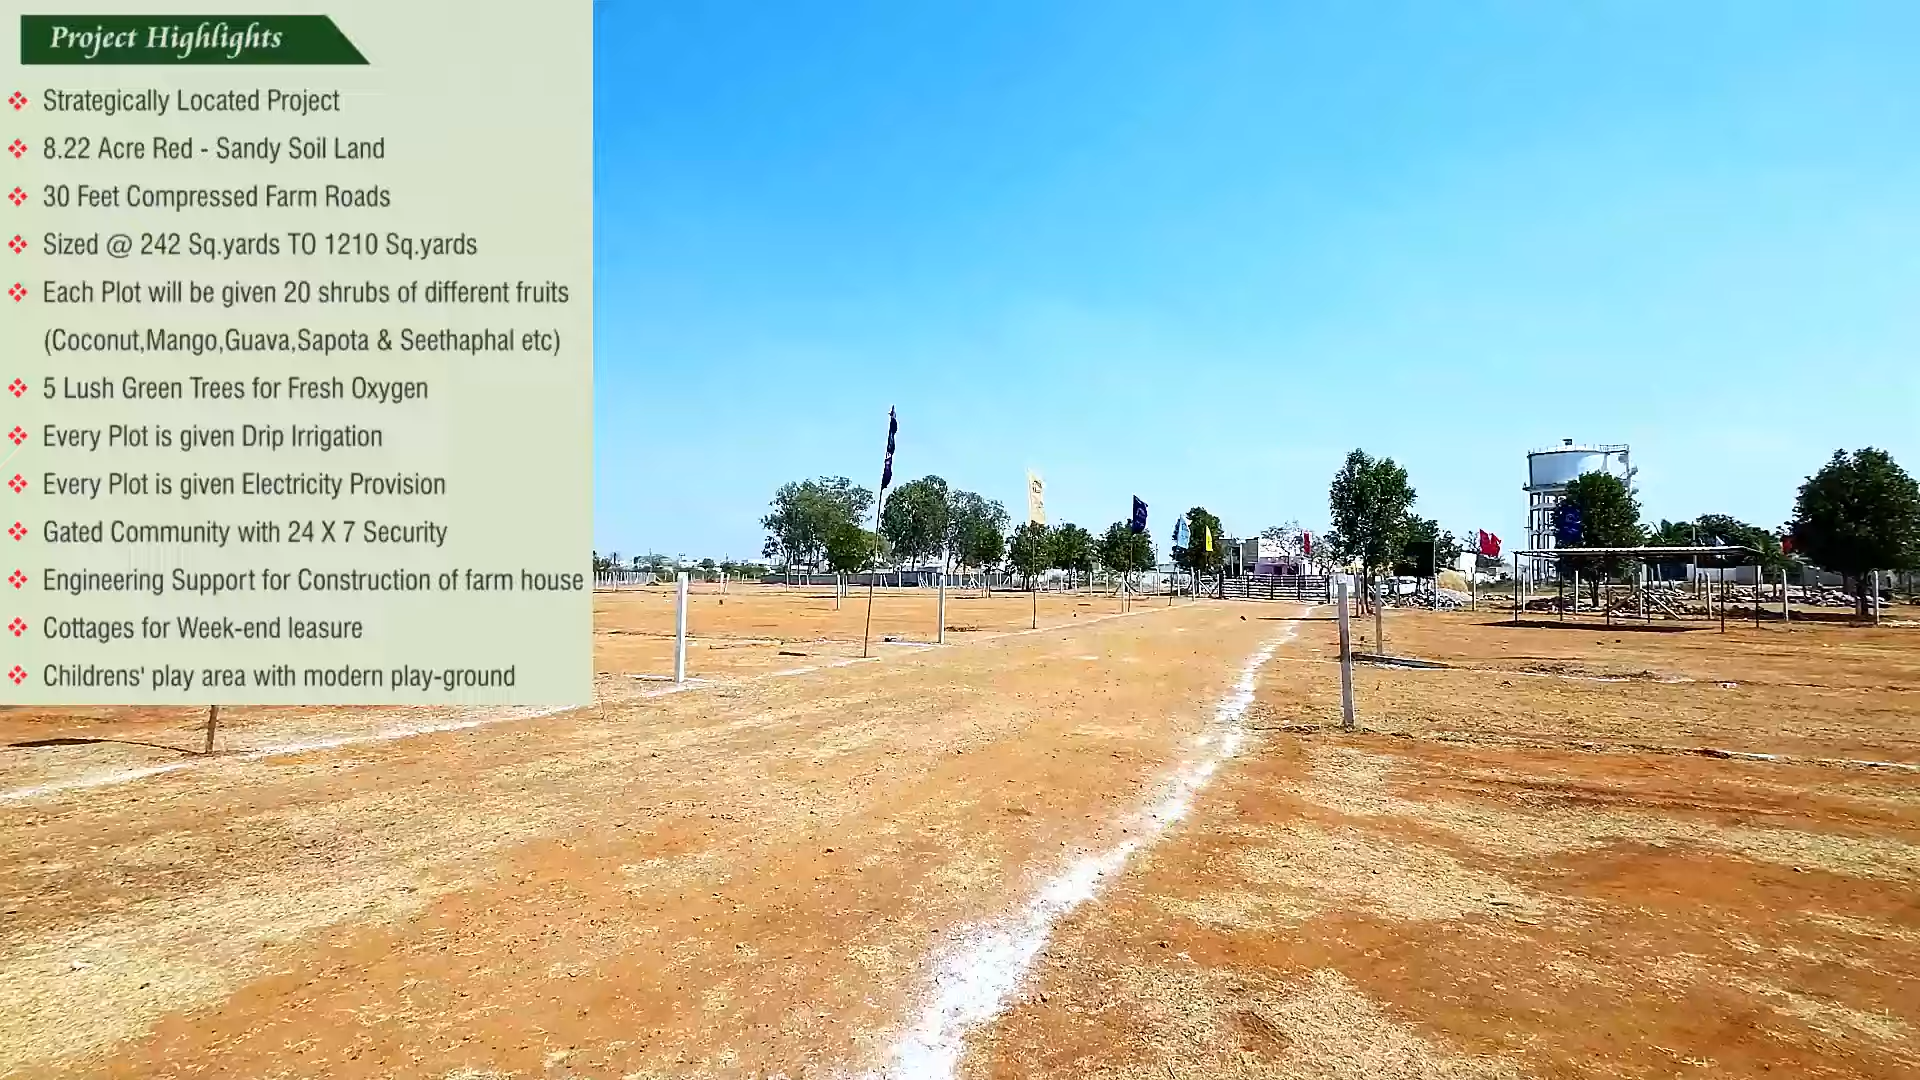 Project Highlights
Strategically Located Project
8.22 Acre Red - Sandy Soil Land
30 Feet Compressed Farm Roads
Sized @ 242 Sq.yards TO 1210 Sq.yards
Each Plot will be given 20 shrubs of different fruits
(Coconut,Mango,Guava,Sapota & Seethaphal etc)
5 Lush Green Trees for Fresh Oxygen
Every Plot is given Drip Irrigation
Every Plot is given Electricity Provision
Gated Community with 24 X 7 Security
Engineering Support for Construction of farm house
Cottages for Week-end leasure
Childrens' play area with modern play-ground